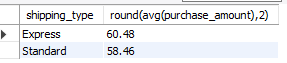 shipping_type round(avg(purchase_amount),2)
Express 60.48
Standard 58.46